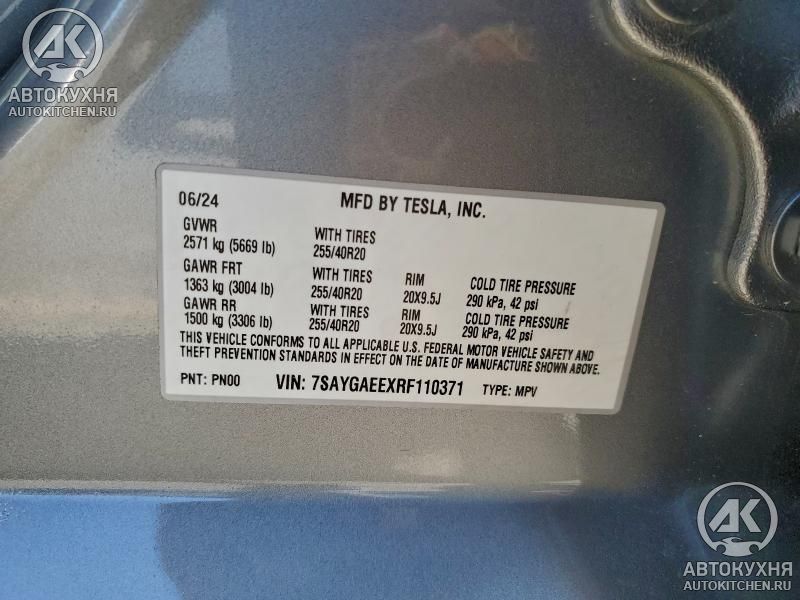 AK
АВТОКУХНЯ
AUTOKITCHEN.RU
06/24 MFD BY TESLA, INC.
GVWR WITH TIRES
2571 kg (5669 lb) 255/40R20
GAWR FRT WITH TIRES RIM COLD TIRE PRESSURE
1363 kg (3004 lb) 255/40R20 20X9.5J 290 kPa, 42 psi
GAWR RR WITH TIRES RIM COLD TIRE PRESSURE
1500 kg (3306 lb) 255/40R20 20X9.5J 290 kPa, 42 psi
THIS VEHICLE CONFORMS TO ALL APPLICABLE U.S. FEDERAL MOTOR VEHICLE SAFETY AND
THEFT PREVENTION STANDARDS IN EFFECT ON THE DATE OF MANUFACTURE SHOWN ABOVE.
PNT: PN00 VIN: 7SAYGAEEXRF110371 TYPE: MPV
AK
АВТОКУХНЯ
AUTOKITCHEN.RU